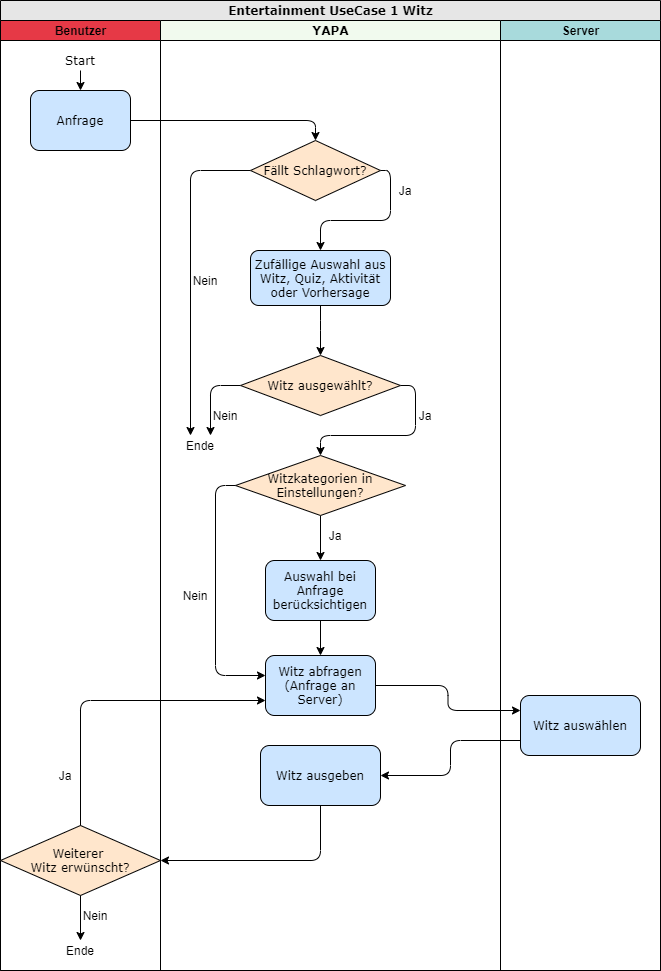 Entertainment UseCase 1 Witz
Benutzer
YAPA
Server
Start
Anfrage
Fällt Schlagwort?
Ja
Nein
Zufällige Auswahl aus
Witz, Quiz, Aktivität
oder Vorhersage
Witz ausgewählt?
Nein
Ja
Ende
Witzkategorien in
Einstellungen?
Ja
Nein
Auswahl bei
Anfrage
berücksichtigen
Witz abfragen
(Anfrage an
Server)
Witz auswählen
Witz ausgeben
Ja
Weiterer
Witz erwünscht?
Nein
Ende